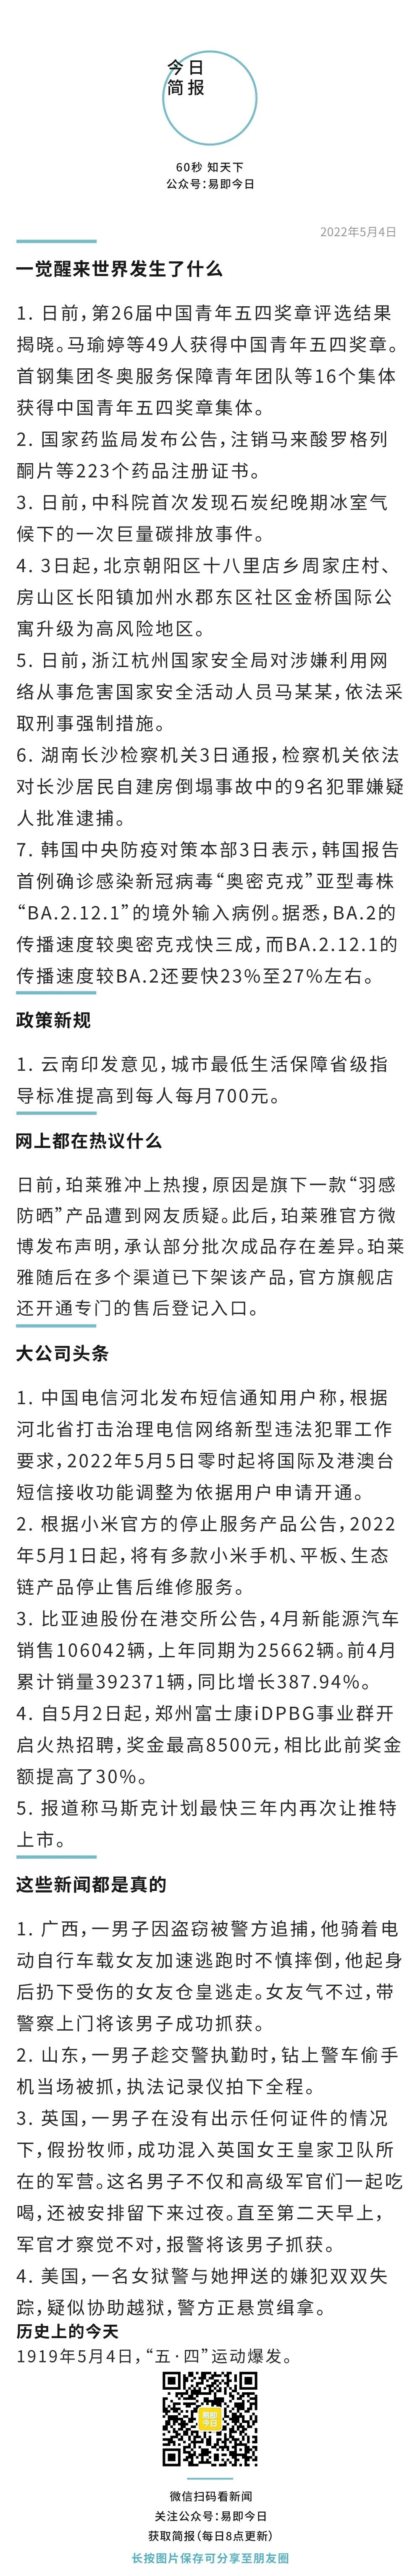 今日
简报
60秒 知天下
公众号：易即今日
2022年5月4日
一觉醒来世界发生了什么
1. 日前，第26届中国青年五四奖章评选结果
揭晓。马瑜婷等49人获得中国青年五四奖章。
首钢集团冬奥服务保障青年团队等16个集体
获得中国青年五四奖章集体。
2. 国家药监局发布公告，注销马来酸罗格列
酮片等223个药品注册证书。
3. 日前，中科院首次发现石炭纪晚期冰室气
候下的一次巨量碳排放事件。
4. 3日起，北京朝阳区十八里店乡周家庄村、
房山区长阳镇加州水郡东区社区金桥国际公
寓升级为高风险地区。
5. 日前，浙江杭州国家安全局对涉嫌利用网
络从事危害国家安全活动人员马某某，依法采
取刑事强制措施。
6. 湖南长沙检察机关3日通报，检察机关依法
对长沙居民自建房倒塌事故中的9名犯罪嫌疑
人批准逮捕。
7. 韩国中央防疫对策本部3日表示，韩国报告
首例确诊感染新冠病毒“奥密克戎”亚型毒株
“BA.2.12.1”的境外输入病例。据悉，BA.2的
传播速度较奥密克戎快三成，而BA.2.12.1的
传播速度较BA.2还要快23%至27%左右。
政策新规
1. 云南印发意见，城市最低生活保障省级指
导标准提高到每人每月700元。
网上都在热议什么
日前，珀莱雅冲上热搜，原因是旗下一款“羽感
防晒”产品遭到网友质疑。此后，珀莱雅官方微
博发布声明，承认部分批次成品存在差异。珀莱
雅随后在多个渠道已下架该产品，官方旗舰店
还开通专门的售后登记入口。
大公司头条
1. 中国电信河北发布短信通知用户称，根据
河北省打击治理电信网络新型违法犯罪工作
要求，2022年5月5日零时起将国际及港澳台
短信接收功能调整为依据用户申请开通。
2. 根据小米官方的停止服务产品公告，2022
年5月1日起，将有多款小米手机、平板、生态
链产品停止售后维修服务。
3. 比亚迪股份在港交所公告，4月新能源汽车
销售106042辆，上年同期为25662辆。前4月
累计销量392371辆，同比增长387.94%。
4. 自5月2日起，郑州富士康iDPBG事业群开
启火热招聘，奖金最高8500元，相比此前奖金
额提高了30%。
5. 报道称马斯克计划最快三年内再次让推特
上市。
这些新闻都是真的
1. 广西，一男子因盗窃被警方追捕，他骑着电
动自行车载女友加速逃跑时不慎摔倒，他起身
后扔下受伤的女友仓皇逃走。女友气不过，带
警察上门将该男子成功抓获。
2. 山东，一男子趁交警执勤时，钻上警车偷手
机当场被抓，执法记录仪拍下全程。
3. 英国，一男子在没有出示任何证件的情况
下，假扮牧师，成功混入英国女王皇家卫队所
在的军营。这名男子不仅和高级军官们一起吃
喝，还被安排留下来过夜。直至第二天早上，
军官才察觉不对，报警将该男子抓获。
4. 美国，一名女狱警与她押送的嫌犯双双失
踪，疑似协助越狱，警方正悬赏缉拿。
历史上的今天
1919年5月4日，“五·四”运动爆发。
易即
今日
微信扫码看新闻
关注公众号：易即今日
获取简报（每日8点更新）
长按图片保存可分享至朋友圈